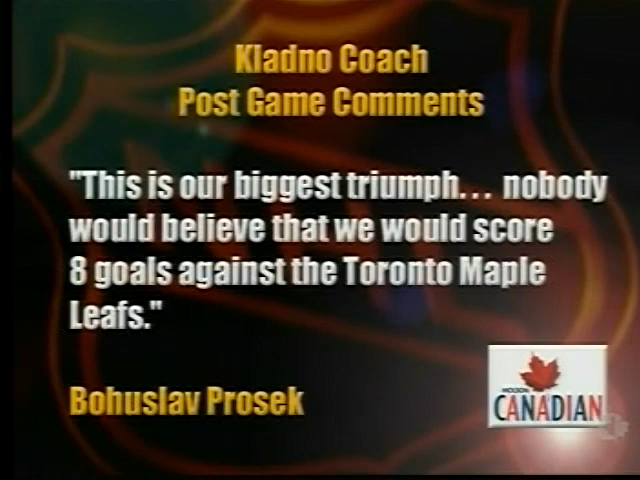 Kladno Coach
Post Game Comments
"This is our biggest triumph... nobody
would believe that we would score
8 goals against the Toronto Maple
Leafs."
Bohuslav Prosek
MOLSON
CANADIAN